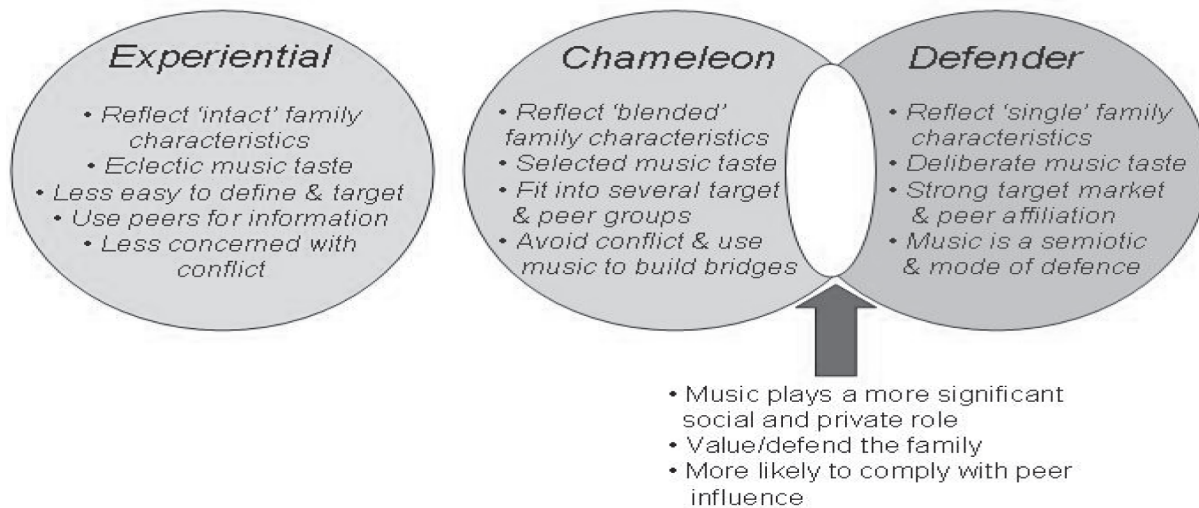 Experiential
• Reflect 'intact' family
characteristics
• Eclectic music taste
• Less easy to define & target
• Use peers for information
• Less concerned with
conflict
Chameleon
• Reflect 'blended'
family characteristics
• Selected music taste
• Fit into several target
& peer groups
• Avoid conflict & use
music to build bridges
Defender
• Reflect 'single' family
characteristics
• Deliberate music taste
• Strong target market
& peer affiliation
• Music is a semiotic
& mode of defence
• Music plays a more significant
social and private role
• Value/defend the family
• More likely to comply with peer
influence